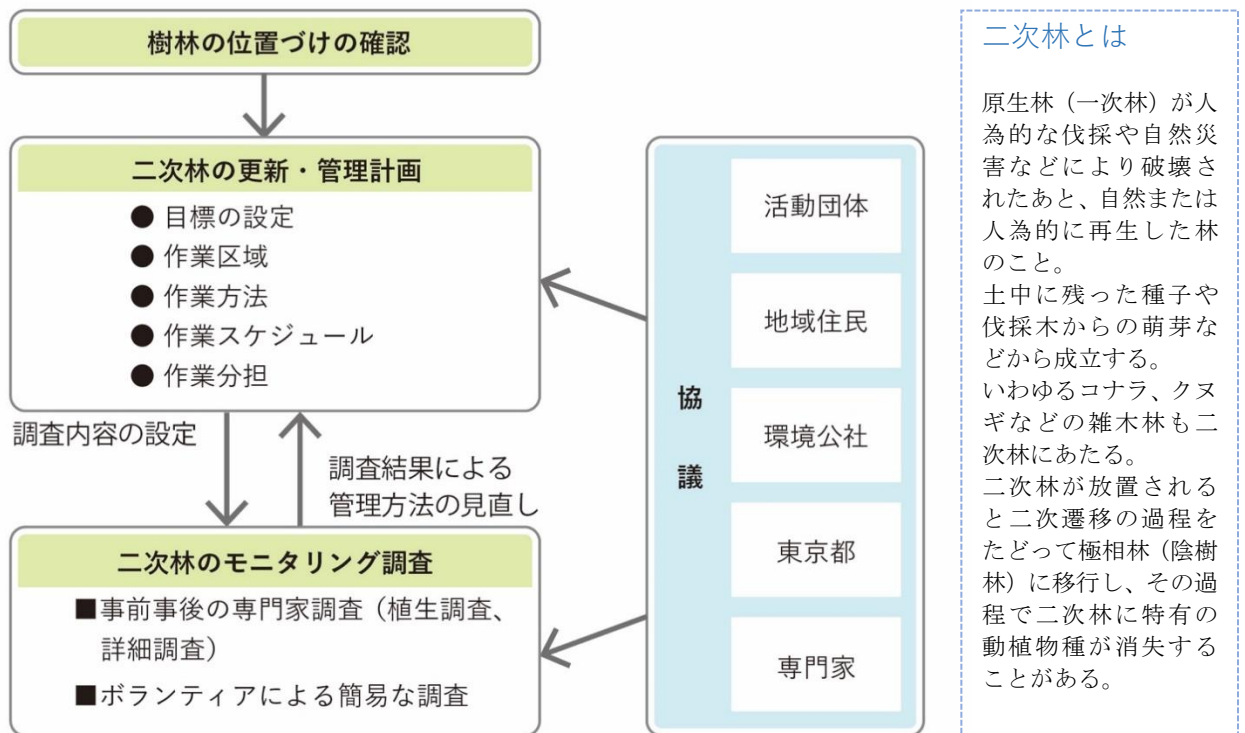 樹林の位置づけの確認
二次林の更新・管理計画
● 目標の設定
● 作業区域
● 作業方法
● 作業スケジュール
● 作業分担
調査内容の設定
調査結果による
管理方法の見直し
二次林のモニタリング調査
■事前事後の専門家調査（植生調査、
詳細調査）
■ボランティアによる簡易な調査
協議
活動団体
地域住民
環境公社
東京都
専門家
二次林とは
原生林（一次林）が人
為的な伐採や自然災
害などにより破壊さ
れたあと、自然または
人為的に再生した林
のこと。
土中に残った種子や
伐採木からの萌芽な
どから成立する。
いわゆるコナラ、クヌ
ギなどの雑木林も二
次林にあたる。
二次林が放置される
と二次遷移の過程を
たどって極相林（陰樹
林）に移行し、その過
程で二次林に特有の
動植物種が消失する
ことがある。